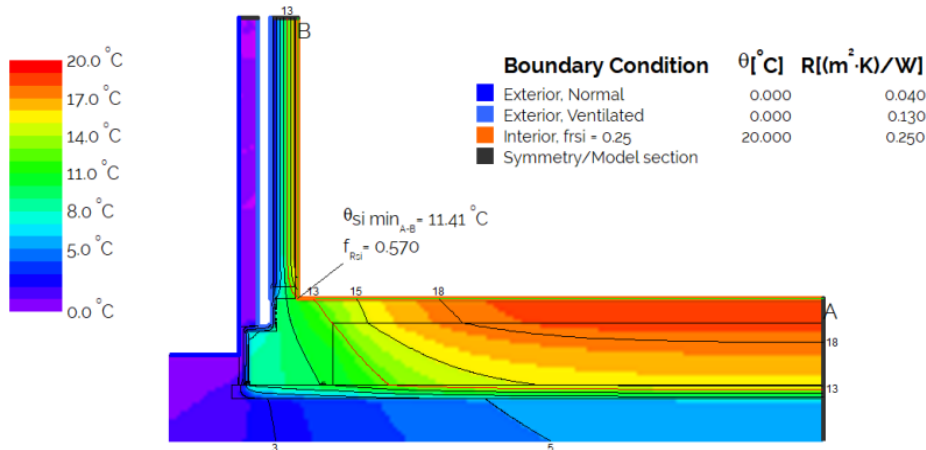 13
B
20.0 °C
17.0 °C
14.0 °C
11.0 °C
8.0 °C
5.0 °C
0.0 °C
Boundary Condition θ[°C] R[(m²·K)/W]
Exterior, Normal 0.000 0.040
Exterior, Ventilated 0.000 0.130
Interior, frsi = 0.25 20.000 0.250
Symmetry/Model section
θsi min A-B = 11.41 °C
fRsi = 0.570
13 15 18
A
18
13
3 5